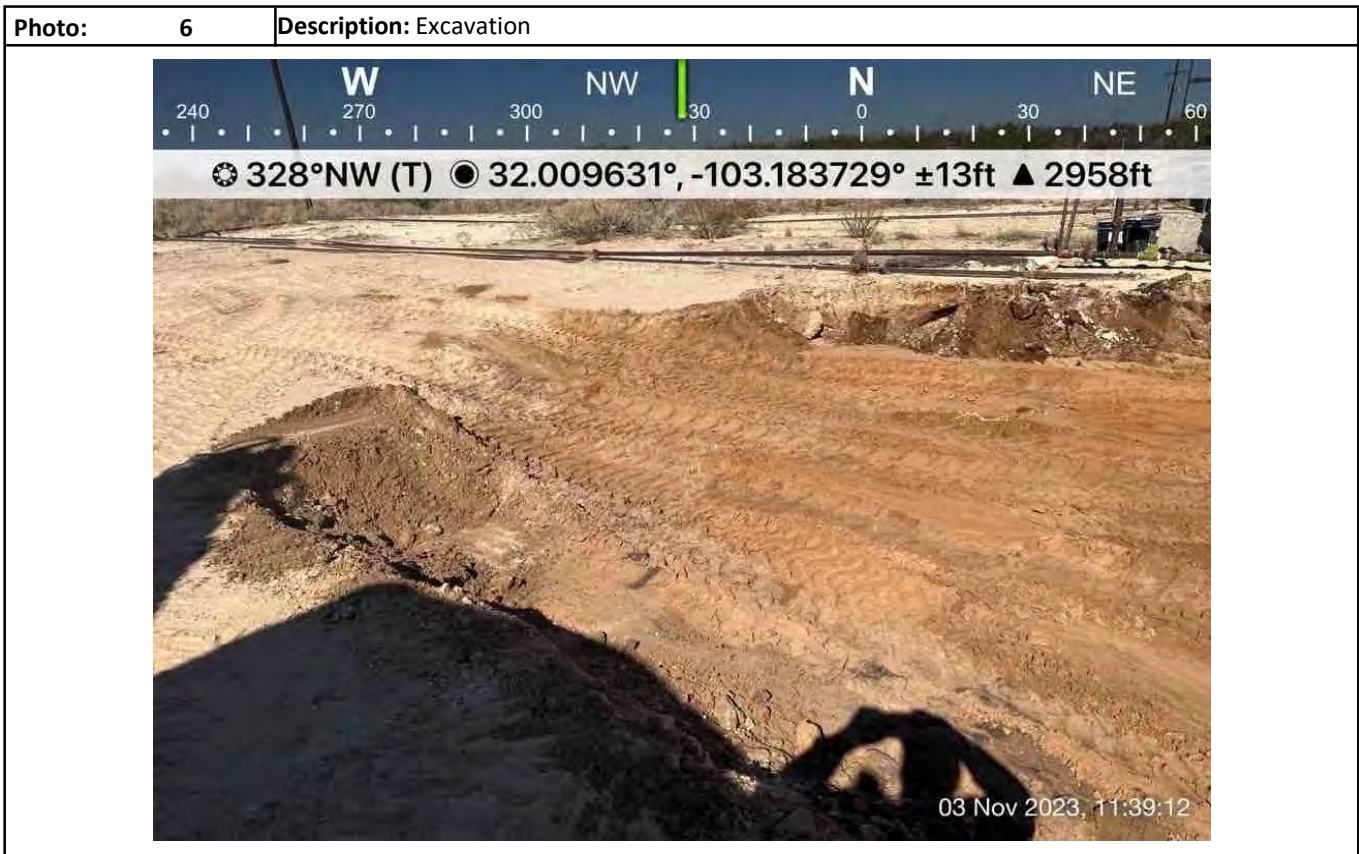 Photo: 6 Description: Excavation
W NW N NE
240 270 300 30 0 30 60
328°NW (T) 32.009631°, -103.183729° ±13ft ▲ 2958ft
03 Nov 2023, 11:39:12